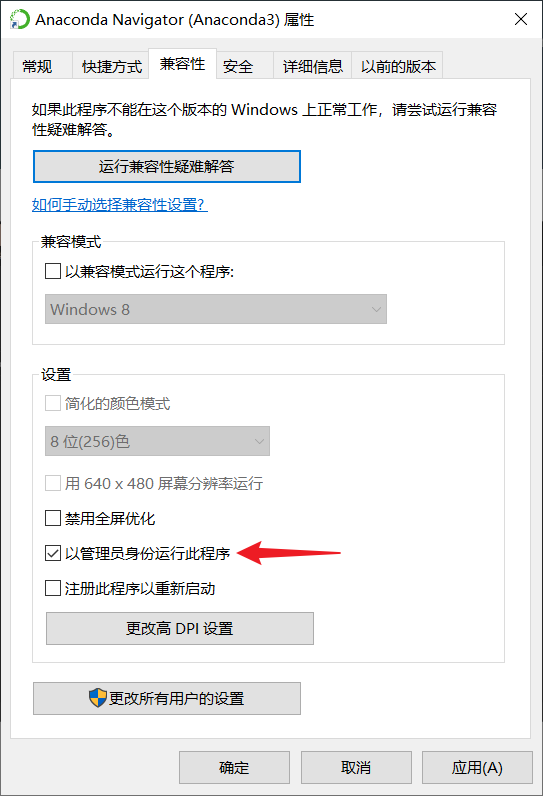 Anaconda Navigator (Anaconda3) 属性
常规 快捷方式 兼容性 安全 详细信息 以前的版本
如果此程序不能在这个版本的 Windows 上正常工作，请尝试运行兼容
性疑难解答。
运行兼容性疑难解答
如何手动选择兼容性设置?
兼容模式
以兼容模式运行这个程序:
Windows 8
设置
简化的颜色模式
8 位(256)色
用 640 x 480 屏幕分辨率运行
禁用全屏优化
以管理员身份运行此程序
注册此程序以重新启动
更改高 DPI 设置
更改所有用户的设置
确定 取消 应用(A)